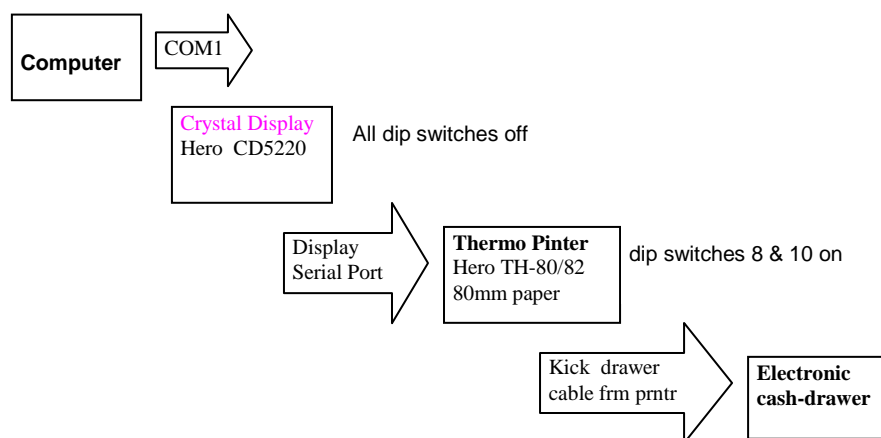 COM1
Computer
Crystal Display
Hero CD5220
All dip switches off
Display
Serial Port
Thermo Pinter
Hero TH-80/82
80mm paper
dip switches 8 & 10 on
Kick drawer
cable frm prntr
Electronic
cash-drawer